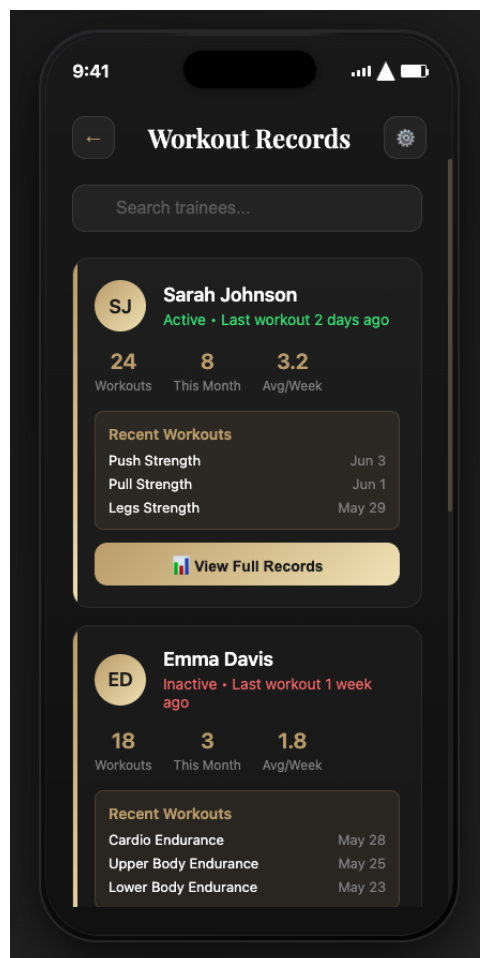 9:41
← Workout Records ⚙
Search trainees...
SJ
Sarah Johnson
Active • Last workout 2 days ago
24 8 3.2
Workouts This Month Avg/Week
Recent Workouts
Push Strength Jun 3
Pull Strength Jun 1
Legs Strength May 29
📊 View Full Records
ED
Emma Davis
Inactive • Last workout 1 week
ago
18 3 1.8
Workouts This Month Avg/Week
Recent Workouts
Cardio Endurance May 28
Upper Body Endurance May 25
Lower Body Endurance May 23